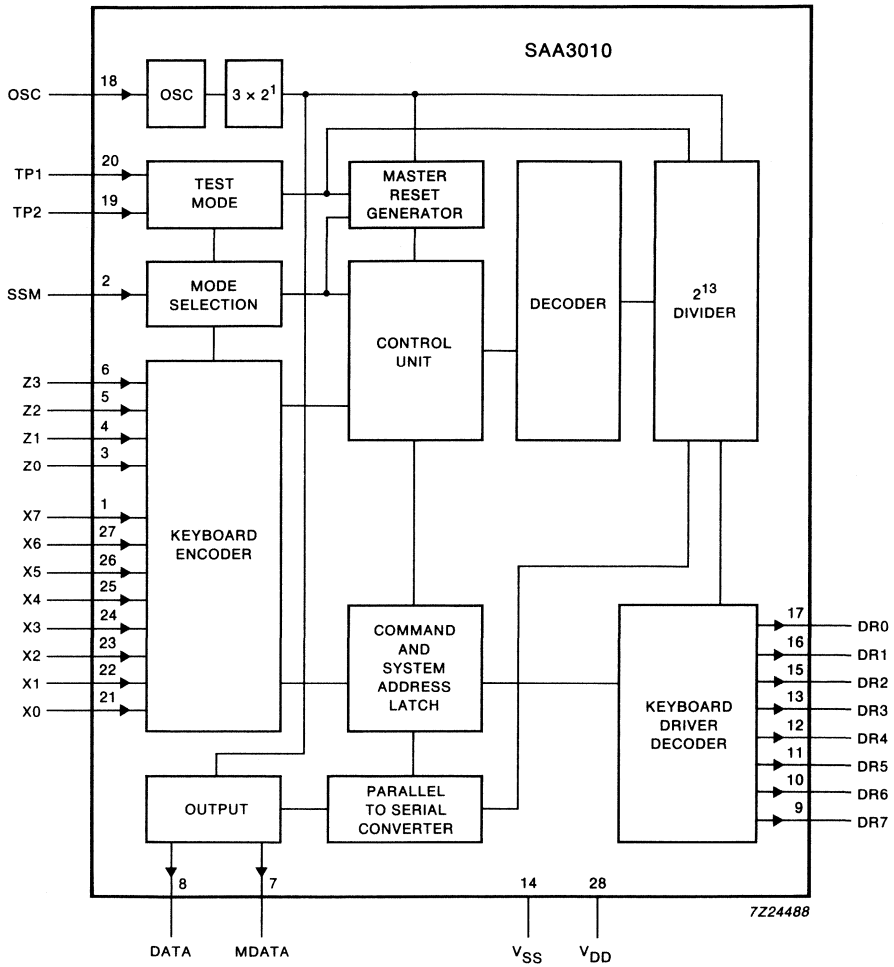 SAA3010
OSC
18
OSC
3 × 2¹
TP1
20
TP2
19
TEST
MODE
MASTER
RESET
GENERATOR
SSM
2
MODE
SELECTION
CONTROL
UNIT
DECODER
2¹³
DIVIDER
Z3
6
Z2
5
Z1
4
Z0
3
X7
1
X6
27
X5
26
X4
25
X3
24
X2
23
X1
22
X0
21
KEYBOARD
ENCODER
COMMAND
AND
SYSTEM
ADDRESS
LATCH
KEYBOARD
DRIVER
DECODER
17
DR0
16
DR1
15
DR2
13
DR3
12
DR4
11
DR5
10
DR6
9
DR7
OUTPUT
PARALLEL
TO SERIAL
CONVERTER
8
7
14
28
7Z24488
DATA
MDATA
VSS
VDD